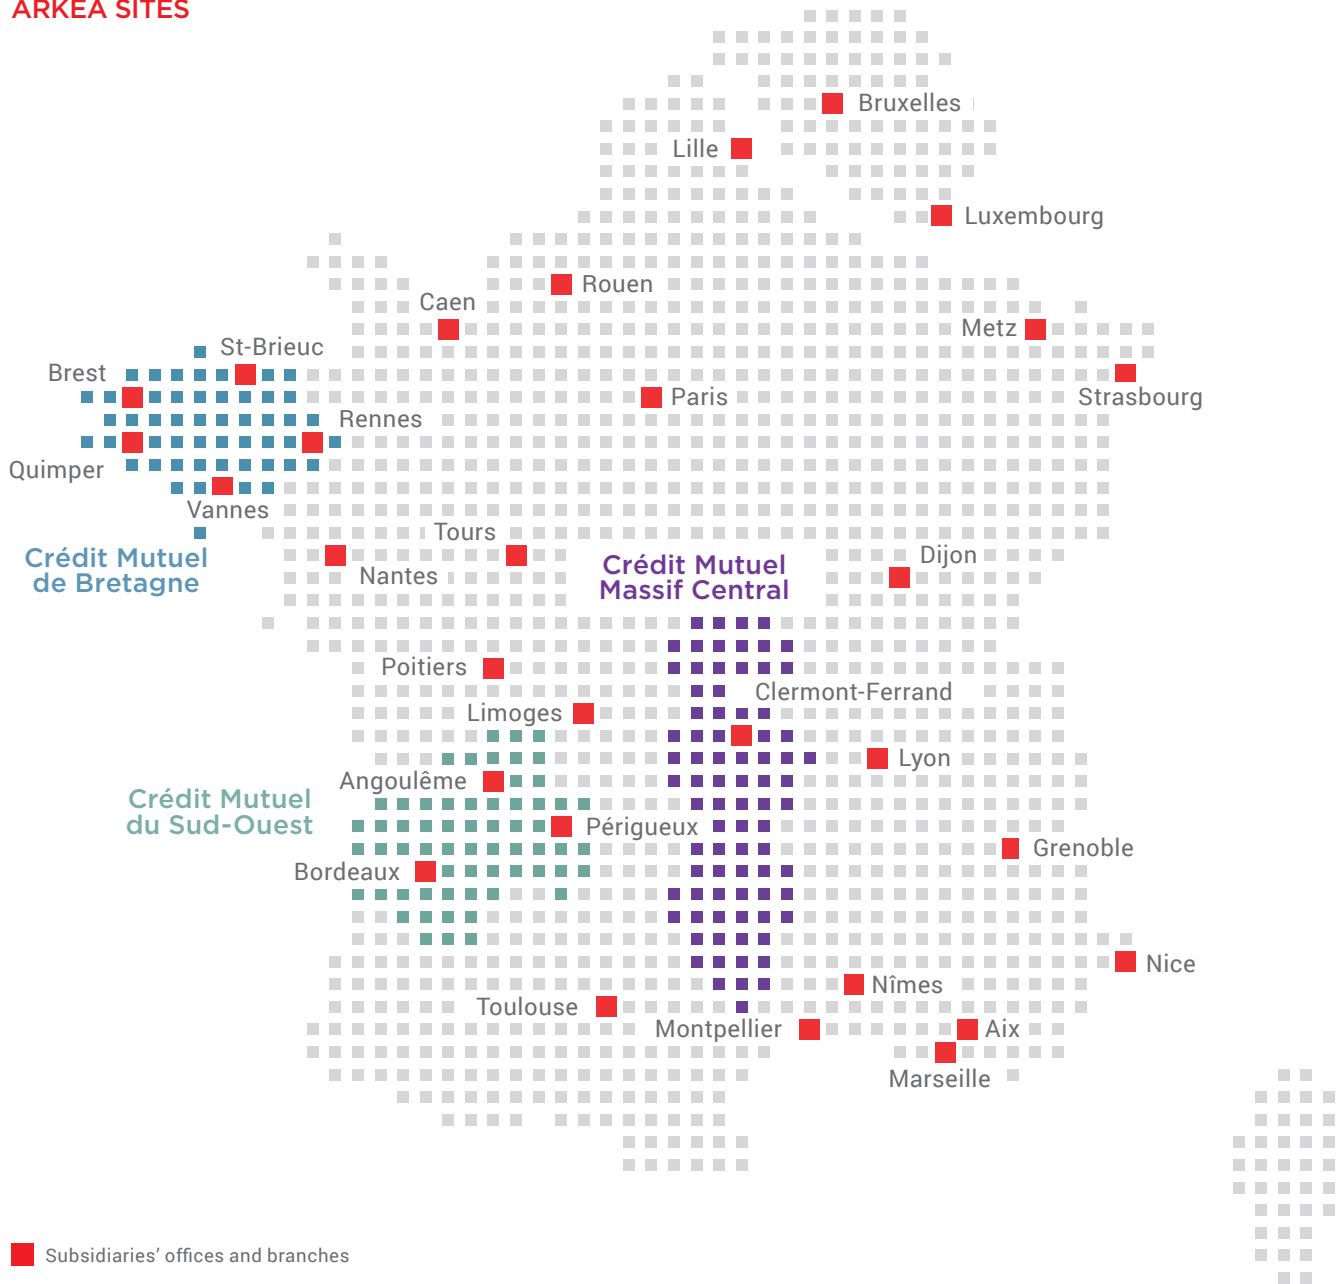 ARKEA SITES
Bruxelles
Lille
Luxembourg
Rouen
Caen
Metz
St-Brieuc
Brest
Paris
Strasbourg
Rennes
Quimper
Vannes
Tours
Crédit Mutuel
de Bretagne
Nantes
Crédit Mutuel
Massif Central
Dijon
Poitiers
Clermont-Ferrand
Limoges
Lyon
Angoulême
Crédit Mutuel
du Sud-Ouest
Périgueux
Grenoble
Bordeaux
Nice
Nîmes
Toulouse
Montpellier
Aix
Marseille
Subsidiaries’ offices and branches